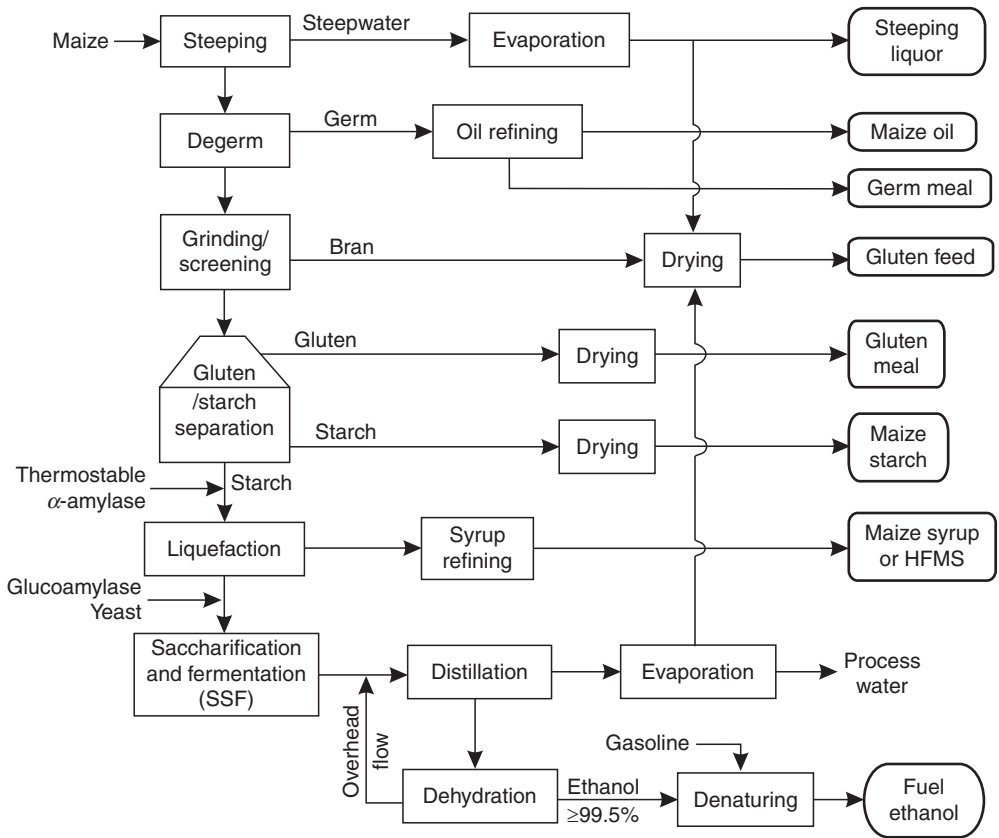 Maize
Steeping
Steepwater
Evaporation
Steeping
liquor
Degerm
Germ
Oil refining
Maize oil
Germ meal
Grinding/
screening
Bran
Drying
Gluten feed
Gluten
/starch
separation
Gluten
Drying
Gluten
meal
Starch
Drying
Maize
starch
Thermostable
α-amylase
Starch
Liquefaction
Syrup
refining
Maize syrup
or HFMS
Glucoamylase
Yeast
Saccharification
and fermentation
(SSF)
Distillation
Evaporation
Process
water
Overhead
flow
Dehydration
Ethanol
≥99.5%
Gasoline
Denaturing
Fuel
ethanol